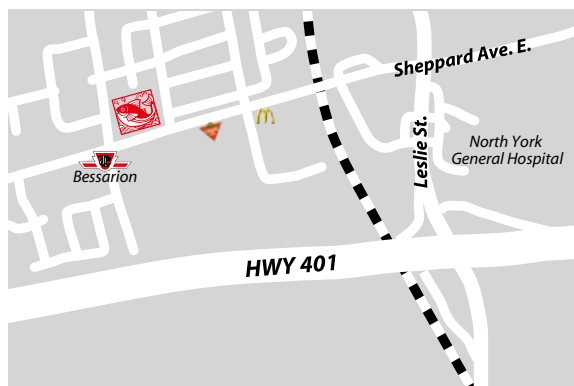 Sheppard Ave. E.
Leslie St.
North York
General Hospital
Bessarion
HWY 401